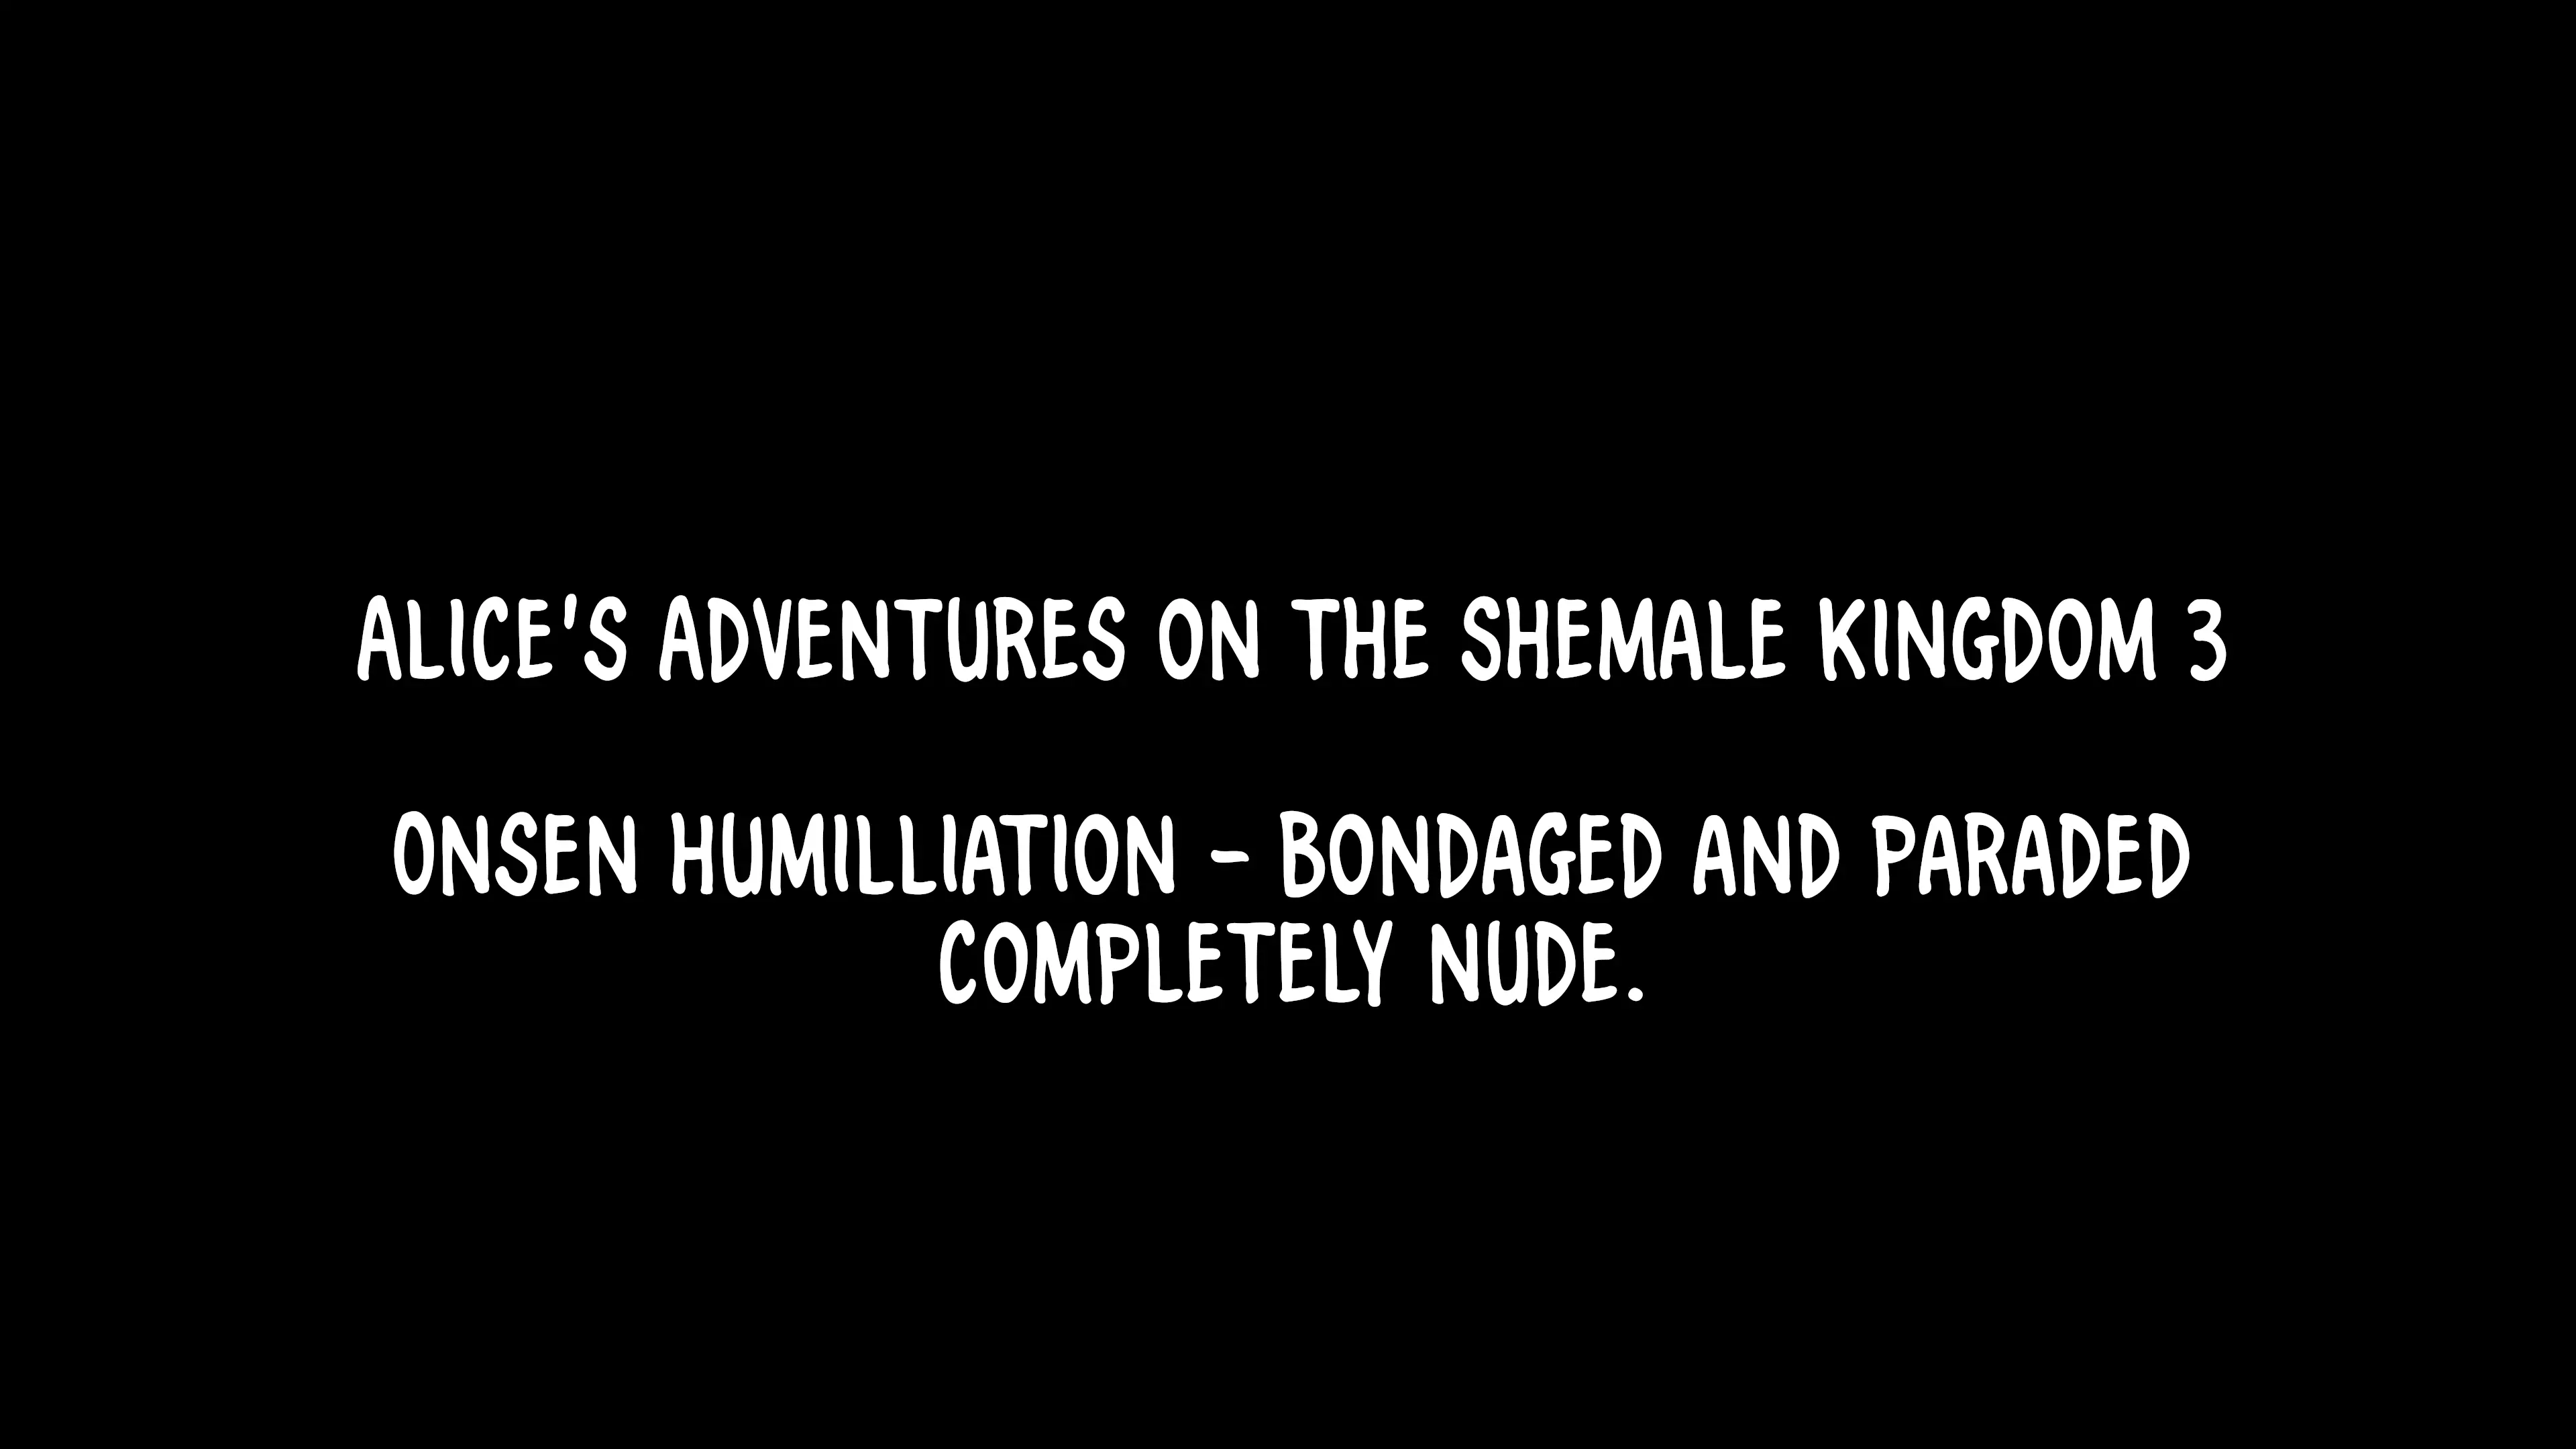 ALICE'S ADVENTURES ON THE SHEMALE KINGDOM 3
ONSEN HUMILLIATION - BONDAGED AND PARADED
COMPLETELY NUDE.